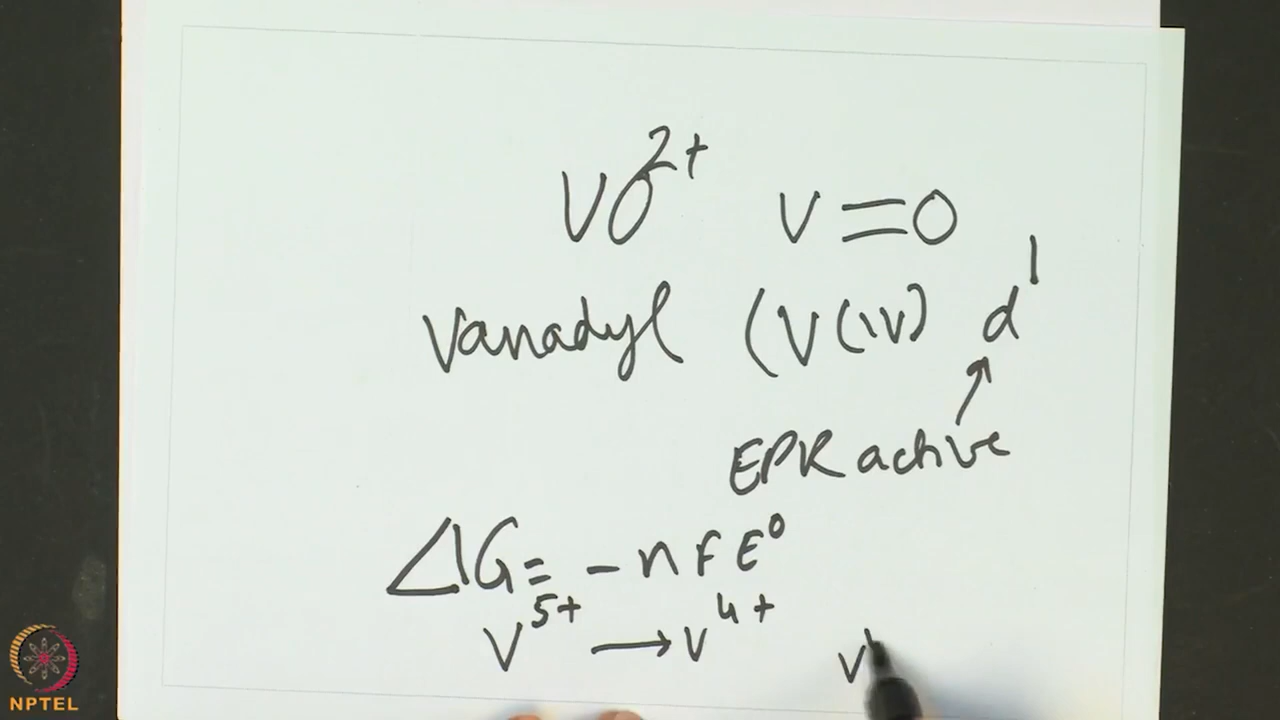 VO²⁺ V=O
Vanadyl (V(IV) d¹
EPR active
ΔG = -nFE⁰
V⁵⁺ → V⁴⁺ V
NPTEL